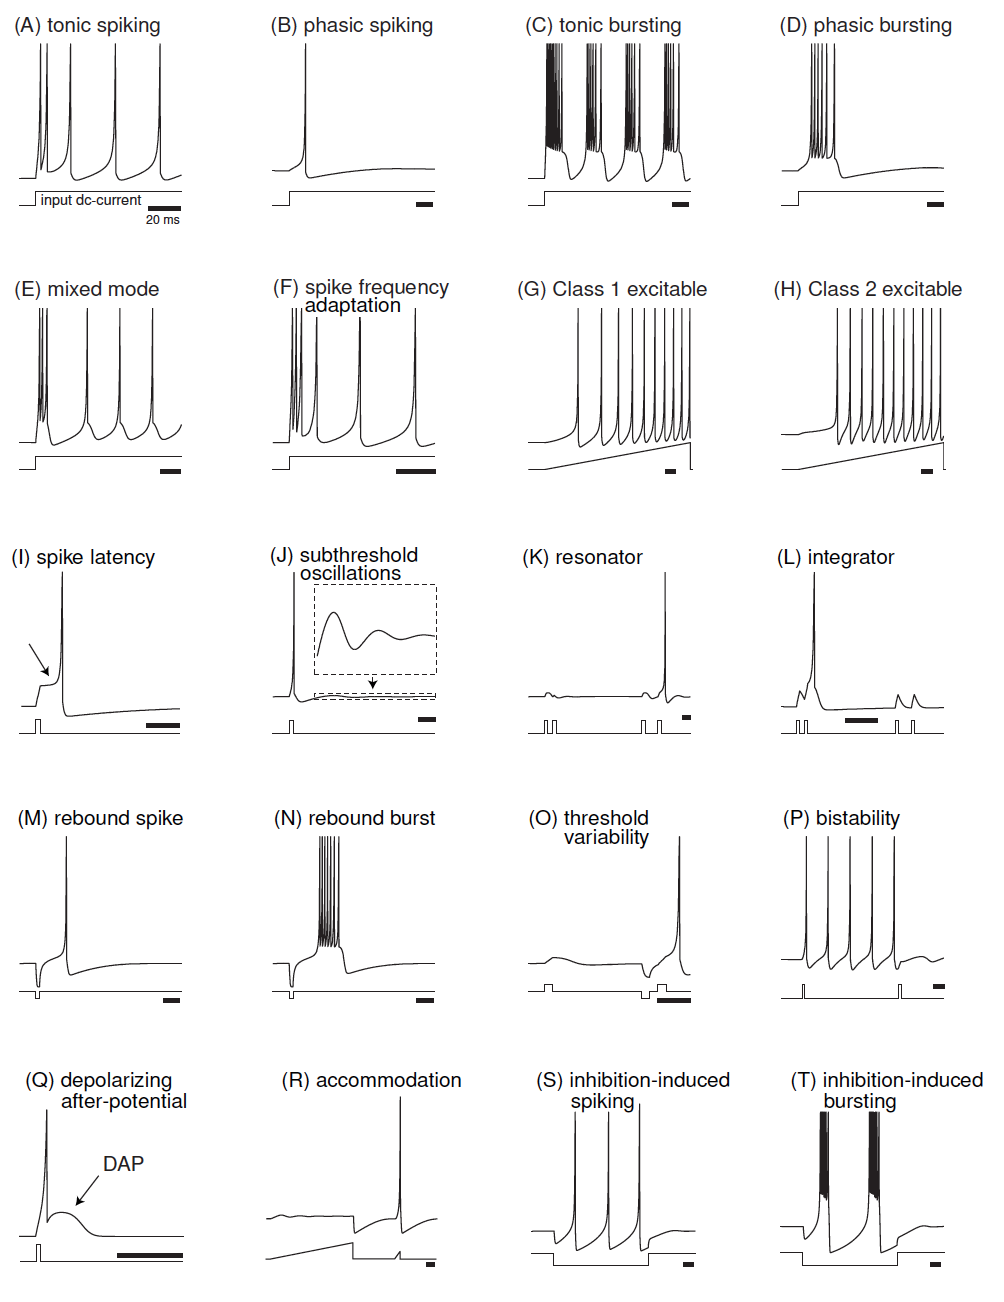 (A) tonic spiking
(B) phasic spiking
(C) tonic bursting
(D) phasic bursting
input dc-current
20 ms
(E) mixed mode
(F) spike frequency
adaptation
(G) Class 1 excitable
(H) Class 2 excitable
(I) spike latency
(J) subthreshold
oscillations
(K) resonator
(L) integrator
(M) rebound spike
(N) rebound burst
(O) threshold
variability
(P) bistability
(Q) depolarizing
after-potential
DAP
(R) accommodation
(S) inhibition-induced
spiking
(T) inhibition-induced
bursting